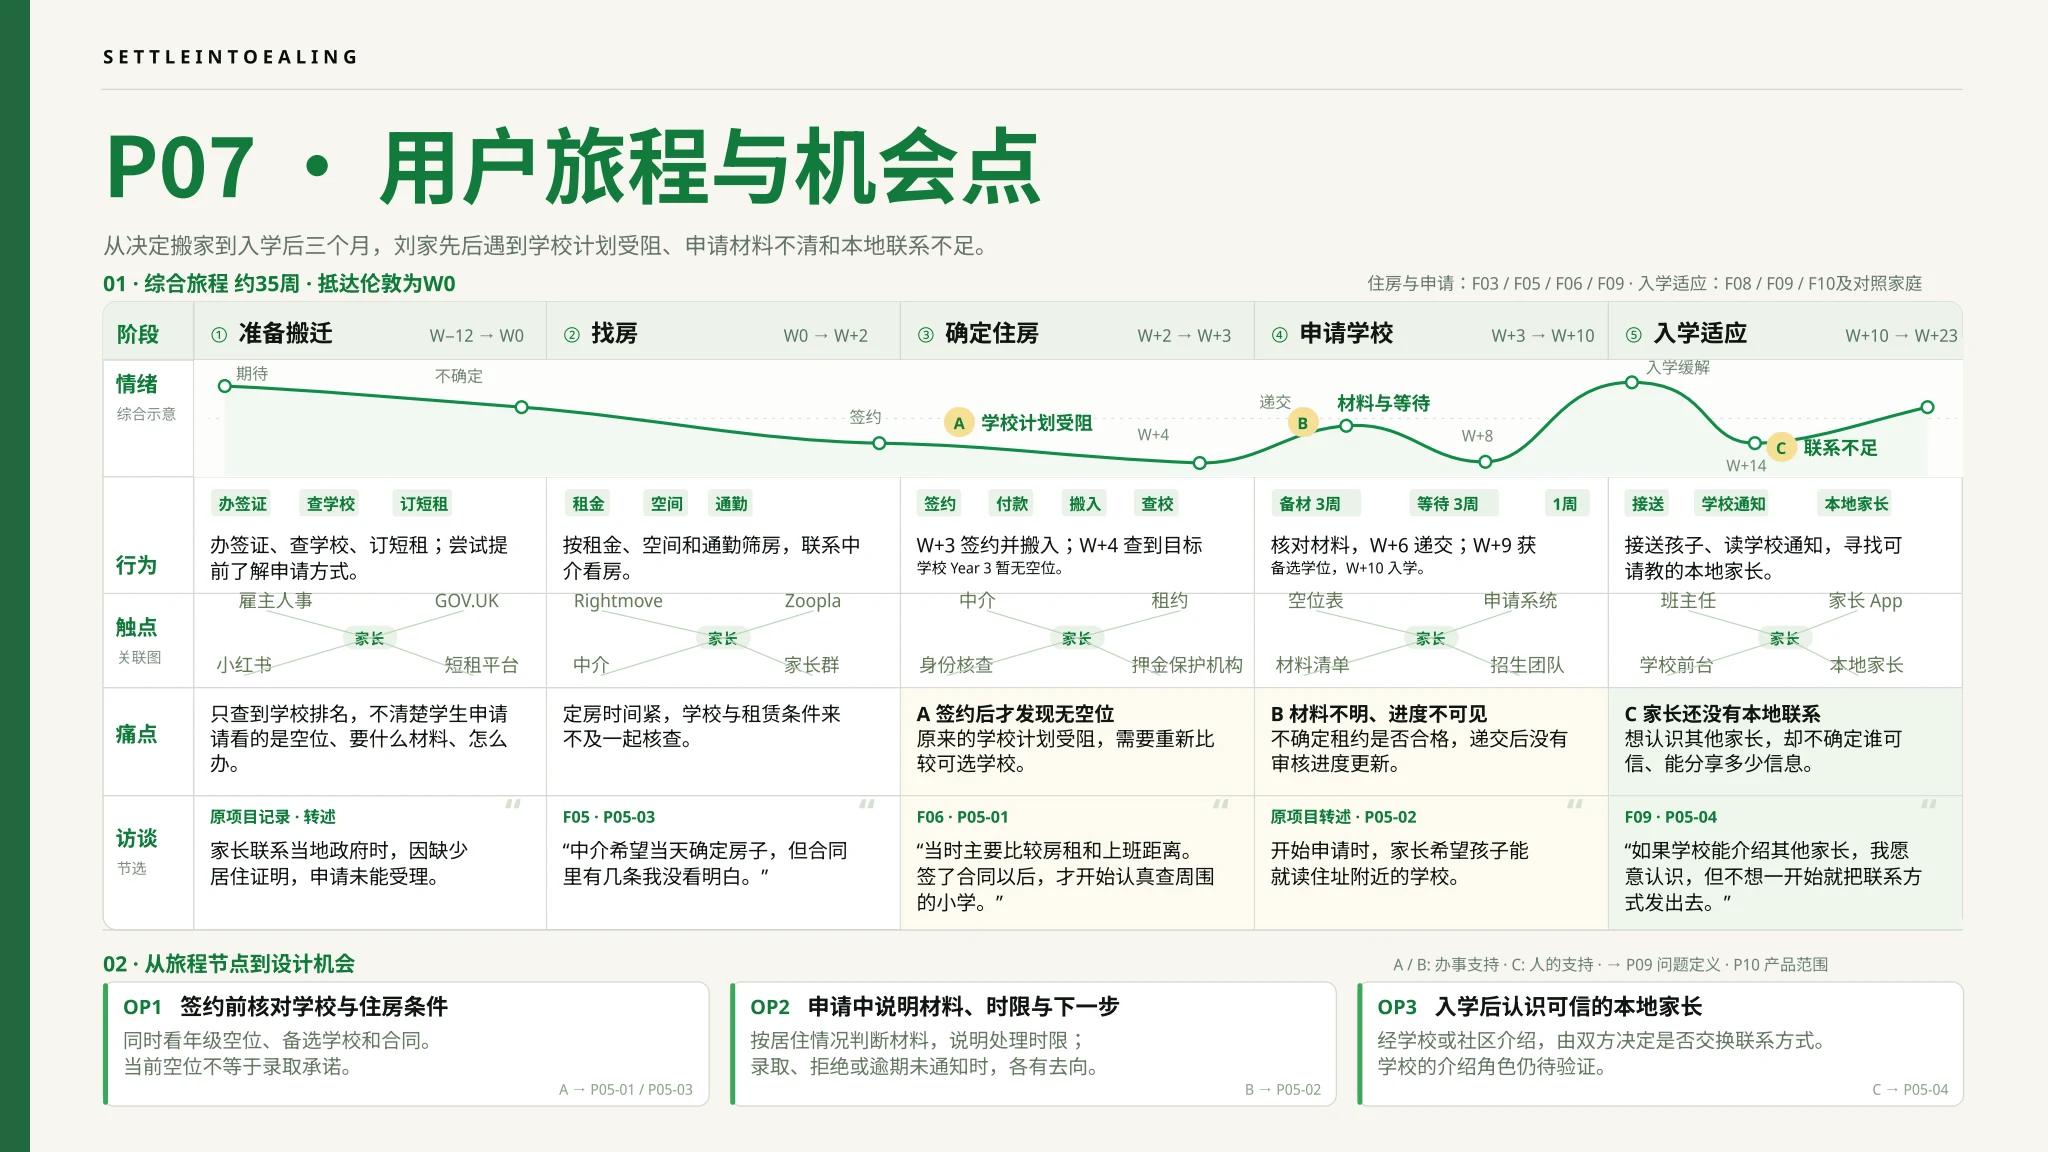 SETTLEINTOEALING
P07 · 用户旅程与机会点
从决定搬家到入学后三个月，刘家先后遇到学校计划受阻、申请材料不清和本地联系不足。
01 · 综合旅程 约35周 · 抵达伦敦为W0
住房与申请：F03 / F05 / F06 / F09 · 入学适应：F08 / F09 / F10及对照家庭
阶段
① 准备搬迁 W–12 → W0
② 找房 W0 → W+2
③ 确定住房 W+2 → W+3
④ 申请学校 W+3 → W+10
⑤ 入学适应 W+10 → W+23
情绪
综合示意
期待
不确定
签约
A 学校计划受阻
W+4
递交
B 材料与等待
W+8
入学缓解
W+14
C 联系不足
行为
办签证 查学校 订短租
办签证、查学校、订短租；尝试提
前了解申请方式。
租金 空间 通勤
按租金、空间和通勤筛房，联系中
介看房。
签约 付款 搬入 查校
W+3 签约并搬入；W+4 查到目标
学校 Year 3 暂无空位。
备材 3周 等待 3周 1周
核对材料，W+6 递交；W+9 获
备选学位，W+10 入学。
接送 学校通知 本地家长
接送孩子、读学校通知，寻找可
请教的本地家长。
触点
关联图
雇主人事 GOV.UK
家长
小红书 短租平台
Rightmove Zoopla
家长
中介 家长群
中介 租约
家长
身份核查 押金保护机构
空位表 申请系统
家长
材料清单 招生团队
班主任 家长 App
家长
学校前台 本地家长
痛点
只查到学校排名，不清楚学生申请
请看的是空位、要什么材料、怎么
办。
定房时间紧，学校与租赁条件来
不及一起核查。
A 签约后才发现无空位
原来的学校计划受阻，需要重新比
较可选学校。
B 材料不明、进度不可见
不确定租约是否合格，递交后没有
审核进度更新。
C 家长还没有本地联系
想认识其他家长，却不确定谁可
信、能分享多少信息。
访谈
节选
原项目记录 · 转述
家长联系当地政府时，因缺少
居住证明，申请未能受理。
F05 · P05-03
“中介希望当天确定房子，但合同
里有几条我没看明白。”
F06 · P05-01
“当时主要比较房租和上班距离。
签了合同以后，才开始认真查周围
的小学。”
原项目转述 · P05-02
开始申请时，家长希望孩子能
就读住址附近的学校。
F09 · P05-04
“如果学校能介绍其他家长，我愿
意认识，但不想一开始就把联系方
式发出去。”
02 · 从旅程节点到设计机会
A / B: 办事支持 · C: 人的支持 · → P09 问题定义 · P10 产品范围
OP1 签约前核对学校与住房条件
同时看年级空位、备选学校和合同。
当前空位不等于录取承诺。
A → P05-01 / P05-03
OP2 申请中说明材料、时限与下一步
按居住情况判断材料，说明处理时限；
录取、拒绝或逾期未通知时，各有去向。
B → P05-02
OP3 入学后认识可信的本地家长
经学校或社区介绍，由双方决定是否交换联系方式。
学校的介绍角色仍待验证。
C → P05-04